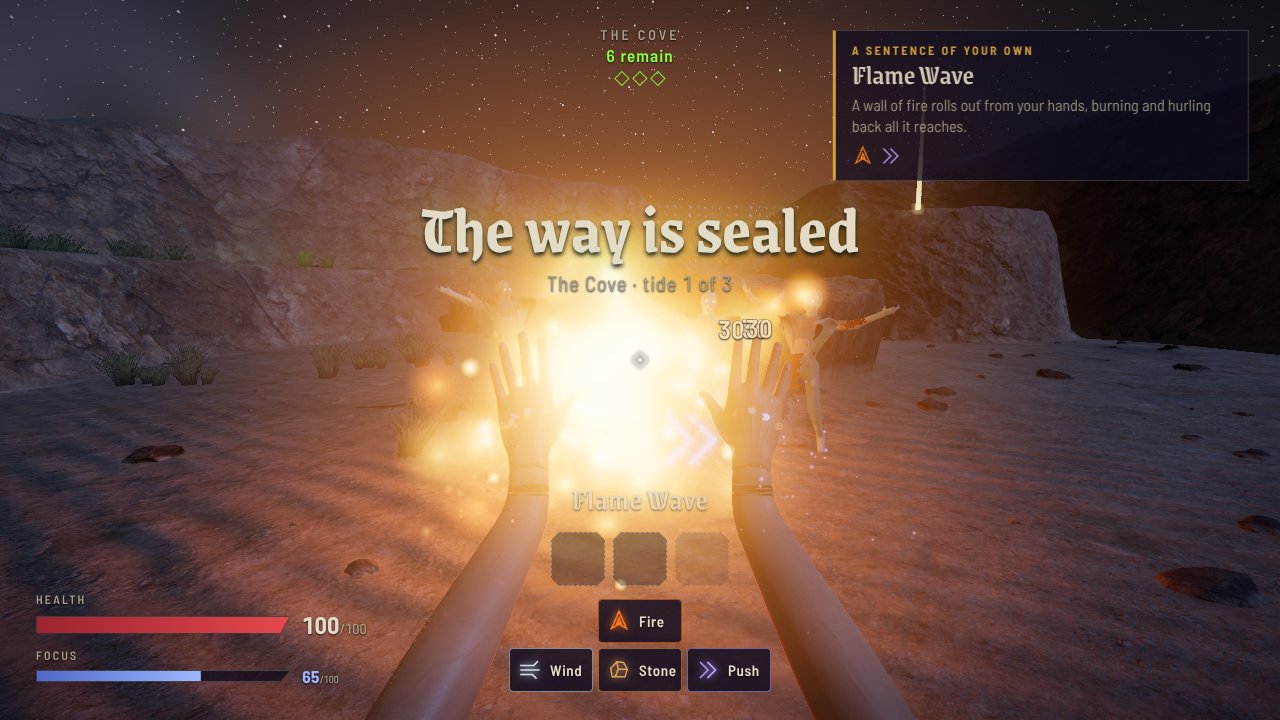 THE COVE
6 remain
A SENTENCE OF YOUR OWN
Flame Wave
A wall of fire rolls out from your hands, burning and hurling
back all it reaches.
The way is sealed
The Cove · tide 1 of 3
30 30
Flame Wave
HEALTH
100/100
FOCUS
65/100
Fire
Wind
Stone
Push